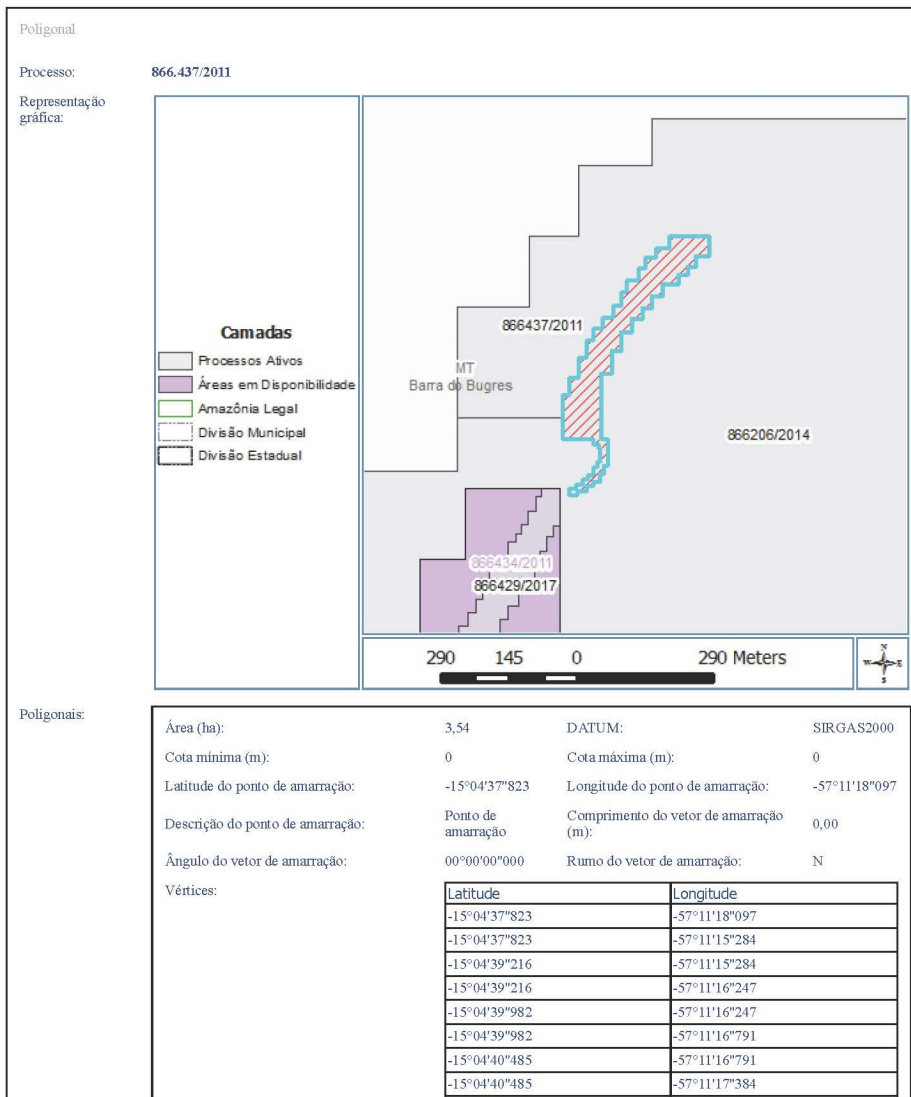 Poligonal
Processo: 866.437/2011
Representação
gráfica:
Camadas
Processos Ativos
Áreas em Disponibilidade
Amazônia Legal
Divisão Municipal
Divisão Estadual
866437/2011
MT
Barra do Bugres
866206/2014
866434/2011
866429/2017
290 145 0 290 Meters
N
W E
S
Poligonais:
Área (ha): 3,54 DATUM: SIRGAS2000
Cota mínima (m): 0 Cota máxima (m): 0
Latitude do ponto de amarração: -15°04'37"823 Longitude do ponto de amarração: -57°11'18"097
Descrição do ponto de amarração: Ponto de amarração Comprimento do vetor de amarração (m): 0,00
Ângulo do vetor de amarração: 00°00'00"000 Rumo do vetor de amarração: N
Vértices: Latitude Longitude
-15°04'37"823 -57°11'18"097
-15°04'37"823 -57°11'15"284
-15°04'39"216 -57°11'15"284
-15°04'39"216 -57°11'16"247
-15°04'39"982 -57°11'16"247
-15°04'39"982 -57°11'16"791
-15°04'40"485 -57°11'16"791
-15°04'40"485 -57°11'17"384